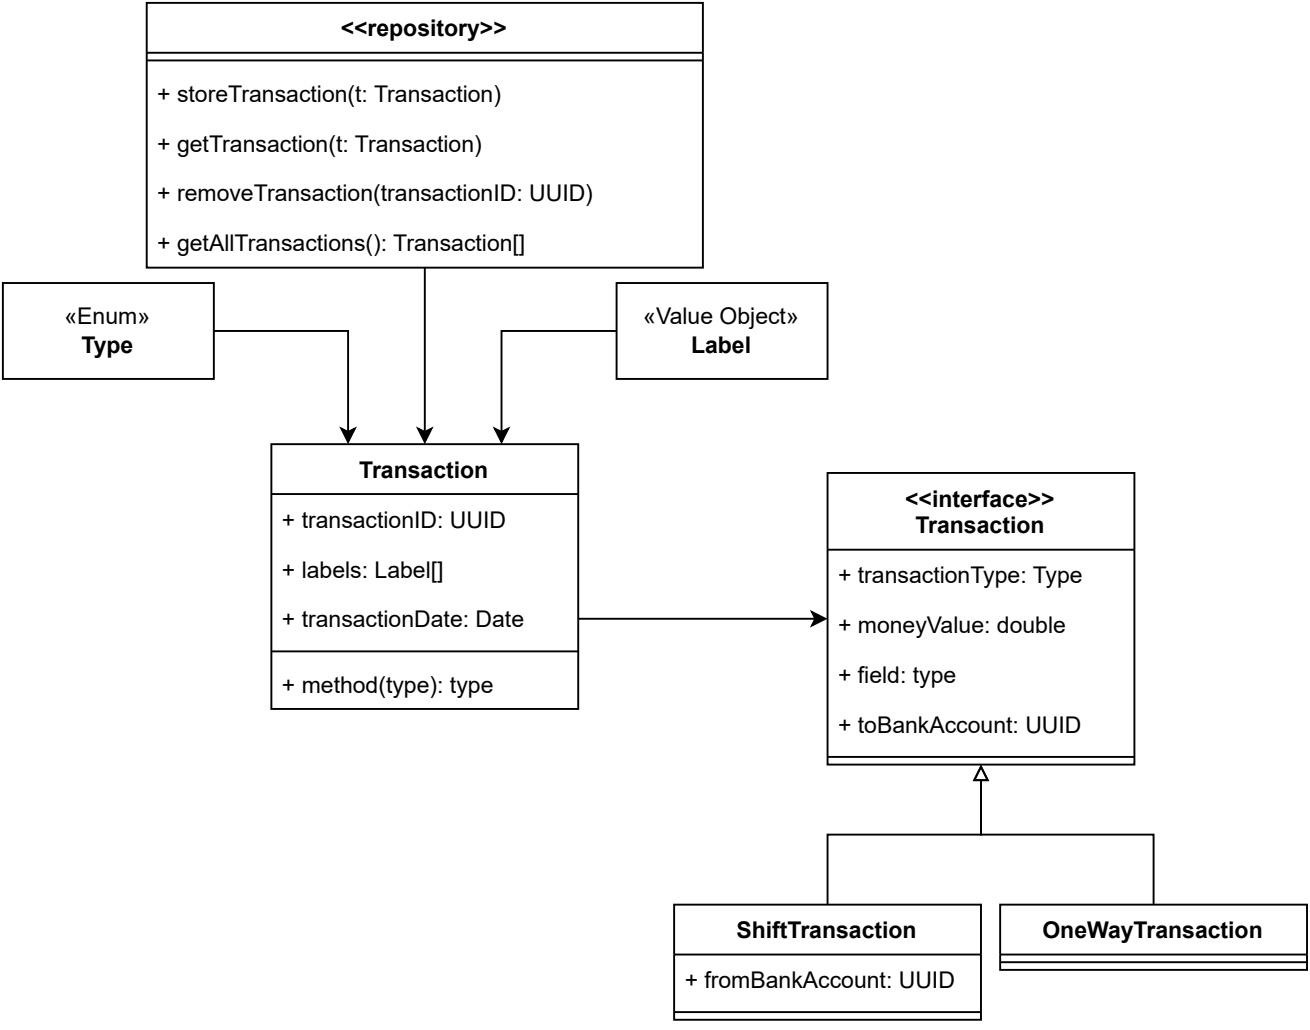 <<repository>>
+ storeTransaction(t: Transaction)
+ getTransaction(t: Transaction)
+ removeTransaction(transactionID: UUID)
+ getAllTransactions(): Transaction[]
«Enum»
Type
«Value Object»
Label
Transaction
+ transactionID: UUID
+ labels: Label[]
+ transactionDate: Date
+ method(type): type
<<interface>>
Transaction
+ transactionType: Type
+ moneyValue: double
+ field: type
+ toBankAccount: UUID
ShiftTransaction
+ fromBankAccount: UUID
OneWayTransaction